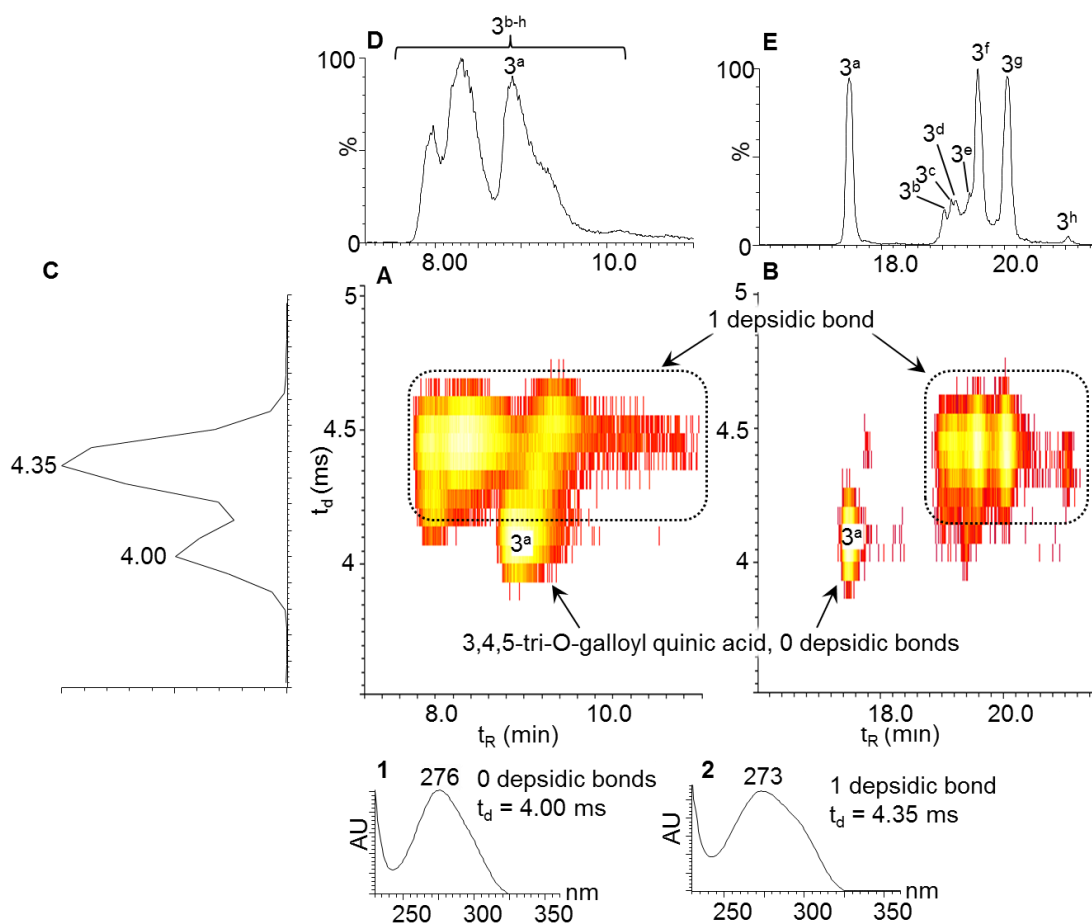 D
3b-h
3a
100
%
0
8.00
10.0
E
3a
3b
3c
3d
3e
3f
3g
3h
100
%
0
18.0
20.0
C
4.35
4.00
A
5
4.5
4
td (ms)
3a
8.0
10.0
tR (min)
1 depsidic bond
3,4,5-tri-O-galloyl quinic acid, 0 depsidic bonds
B
5
4.5
4
3a
18.0
20.0
tR (min)
1
276
0 depsidic bonds
td = 4.00 ms
AU
nm
250
300
350
2
273
1 depsidic bond
td = 4.35 ms
AU
nm
250
300
350